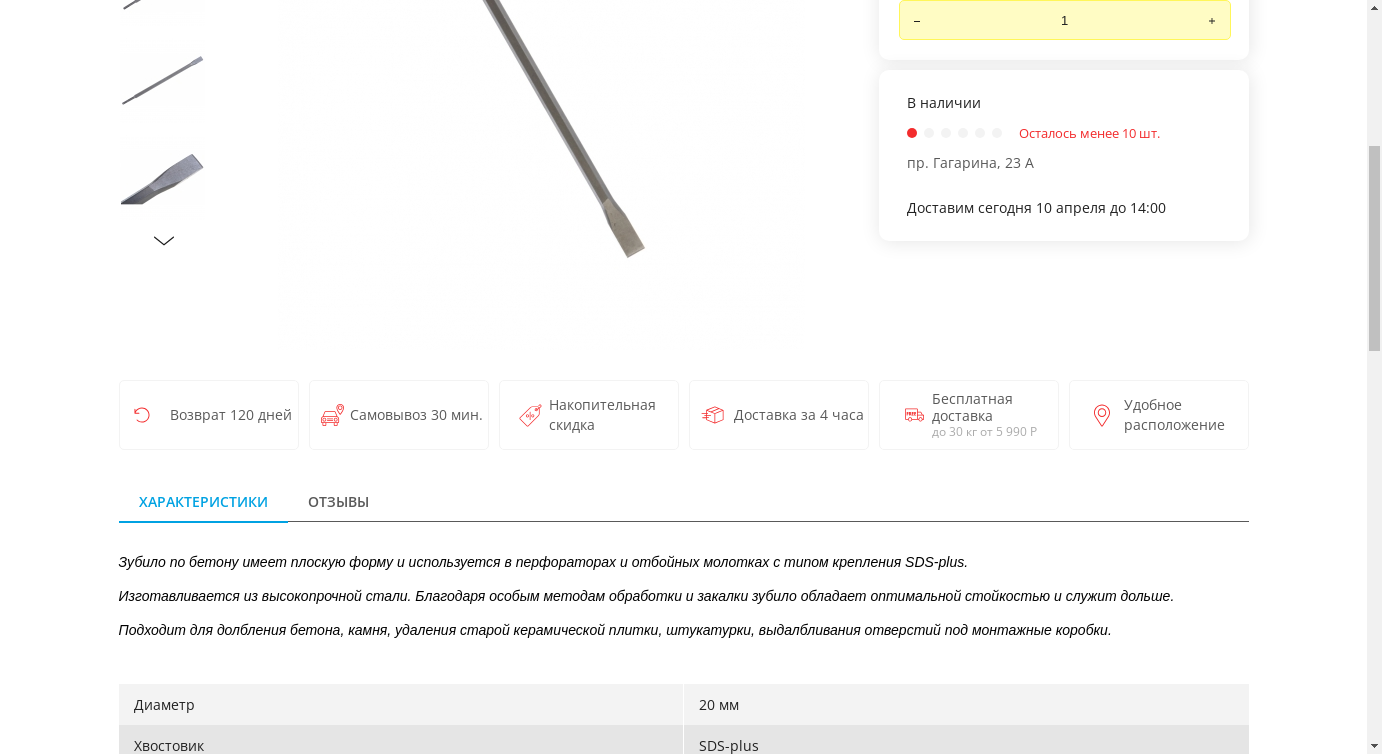 –
1
+
В наличии
Осталось менее 10 шт.
пр. Гагарина, 23 А
Доставим сегодня 10 апреля до 14:00
Возврат 120 дней
Самовывоз 30 мин.
Накопительная
скидка
Доставка за 4 часа
Бесплатная
доставка
до 30 кг от 5 990 Р
Удобное
расположение
ХАРАКТЕРИСТИКИ
ОТЗЫВЫ
Зубило по бетону имеет плоскую форму и используется в перфораторах и отбойных молотках с типом крепления SDS-plus.
Изготавливается из высокопрочной стали. Благодаря особым методам обработки и закалки зубило обладает оптимальной стойкостью и служит дольше.
Подходит для долбления бетона, камня, удаления старой керамической плитки, штукатурки, выдалбливания отверстий под монтажные коробки.
Диаметр
20 мм
Хвостовик
SDS-plus